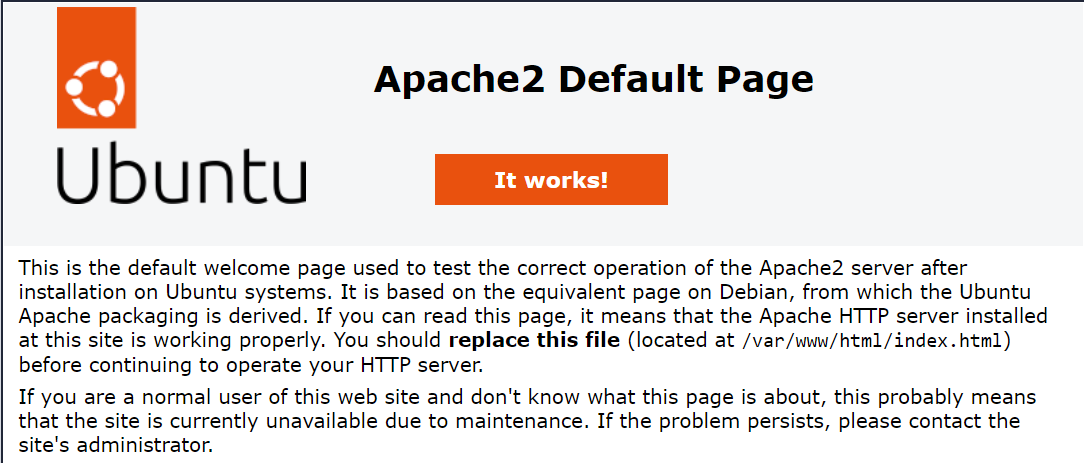 Apache2 Default Page
Ubuntu
It works!
This is the default welcome page used to test the correct operation of the Apache2 server after
installation on Ubuntu systems. It is based on the equivalent page on Debian, from which the Ubuntu
Apache packaging is derived. If you can read this page, it means that the Apache HTTP server installed
at this site is working properly. You should replace this file (located at /var/www/html/index.html)
before continuing to operate your HTTP server.
If you are a normal user of this web site and don't know what this page is about, this probably means
that the site is currently unavailable due to maintenance. If the problem persists, please contact the
site's administrator.